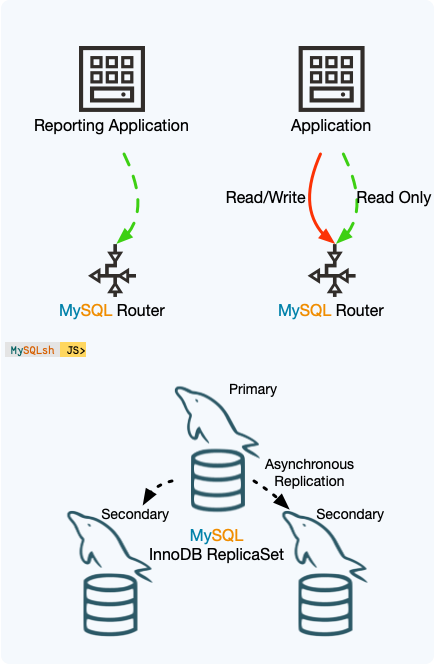 Reporting Application
Application
Read/Write
Read Only
MySQL Router
MySQL Router
MySQLsh JS>
Primary
Asynchronous
Replication
Secondary
Secondary
MySQL
InnoDB ReplicaSet